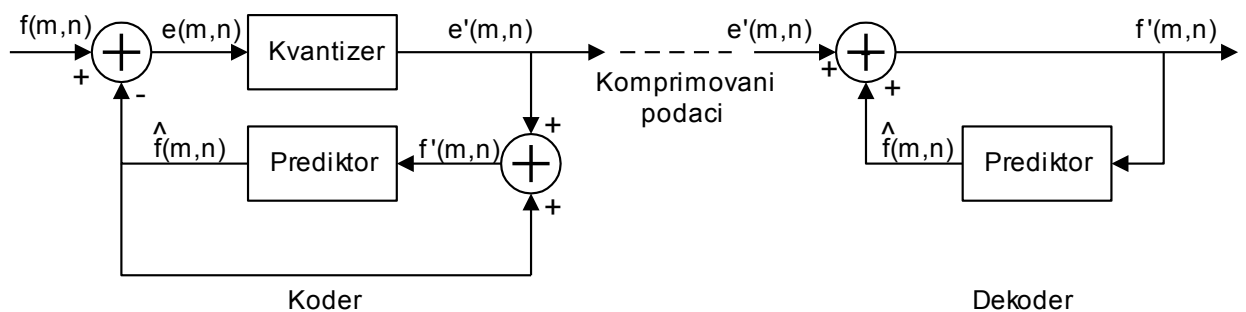 f(m,n)
+
-
e(m,n)
Kvantizer
e'(m,n)
Komprimovani
podaci
e'(m,n)
+
+
f'(m,n)
^
f(m,n)
Prediktor
f'(m,n)
+
+
^
f(m,n)
Prediktor
Koder
Dekoder